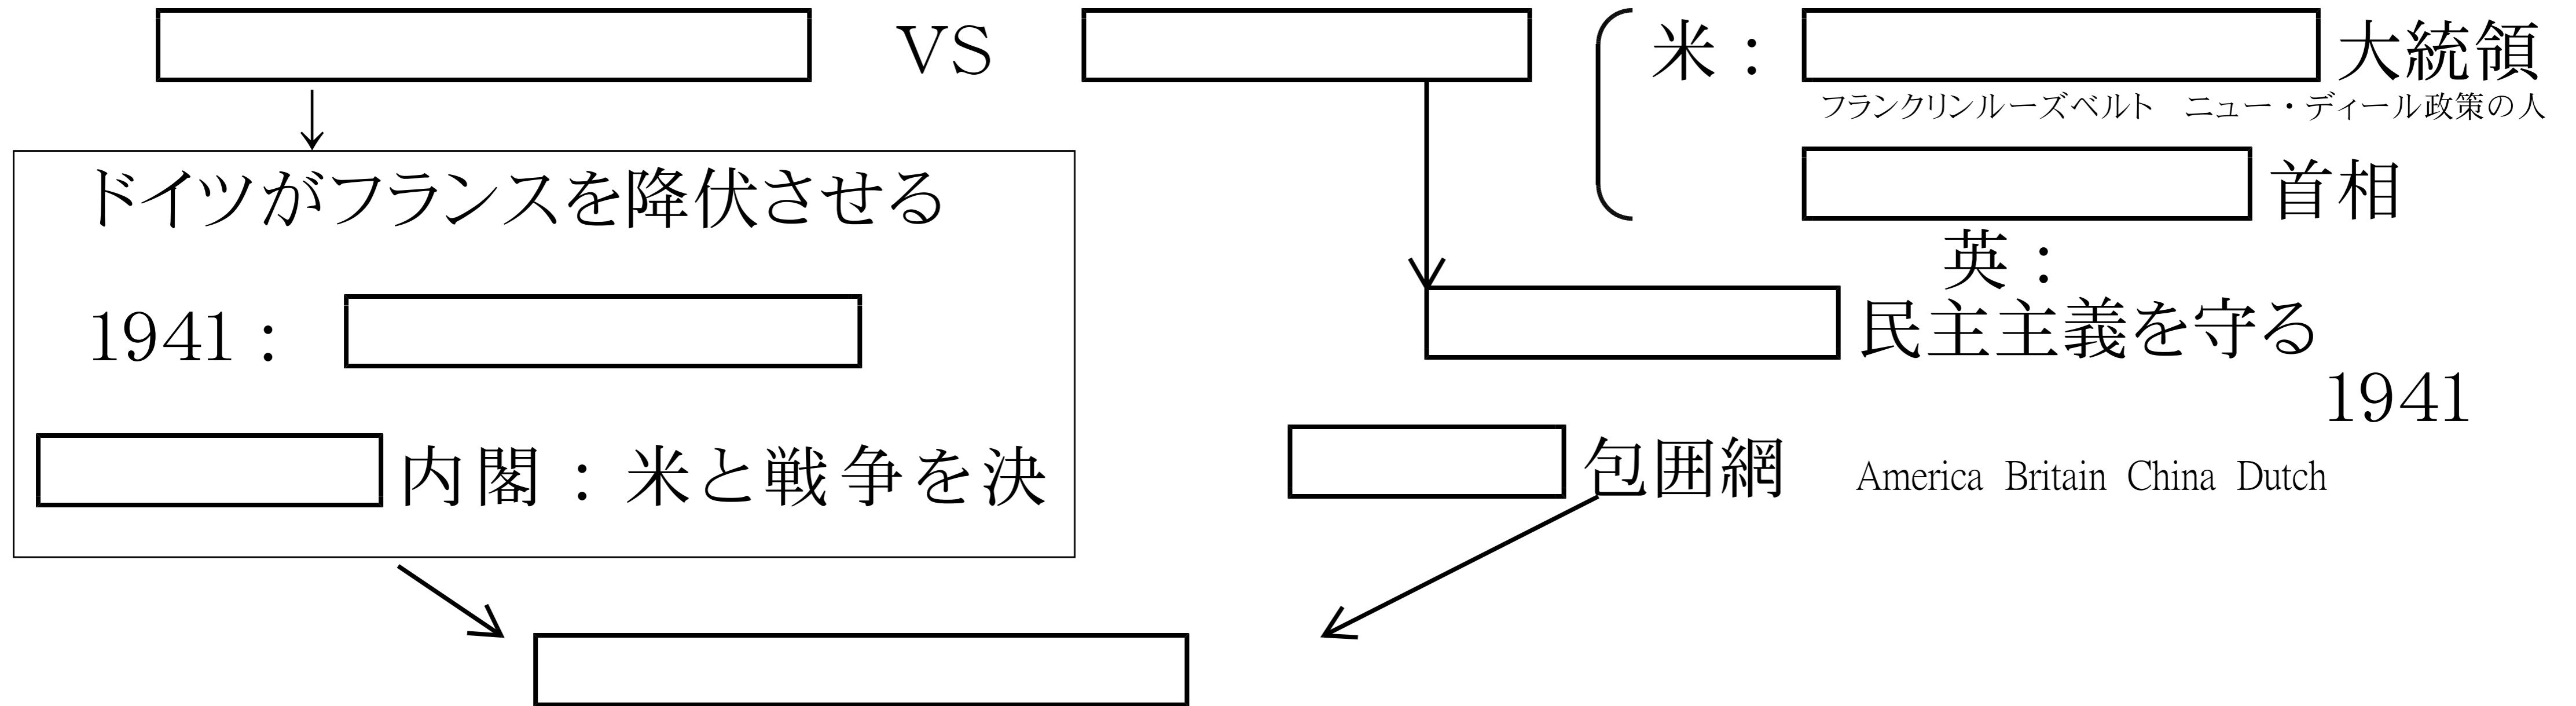 VS 米： 大統領
フランクリンルーズベルト　ニュー・ディール政策の人
首相
英：
ドイツがフランスを降伏させる
1941：
民主主義を守る
1941
内閣：米と戦争を決
包囲網 America Britain China Dutch